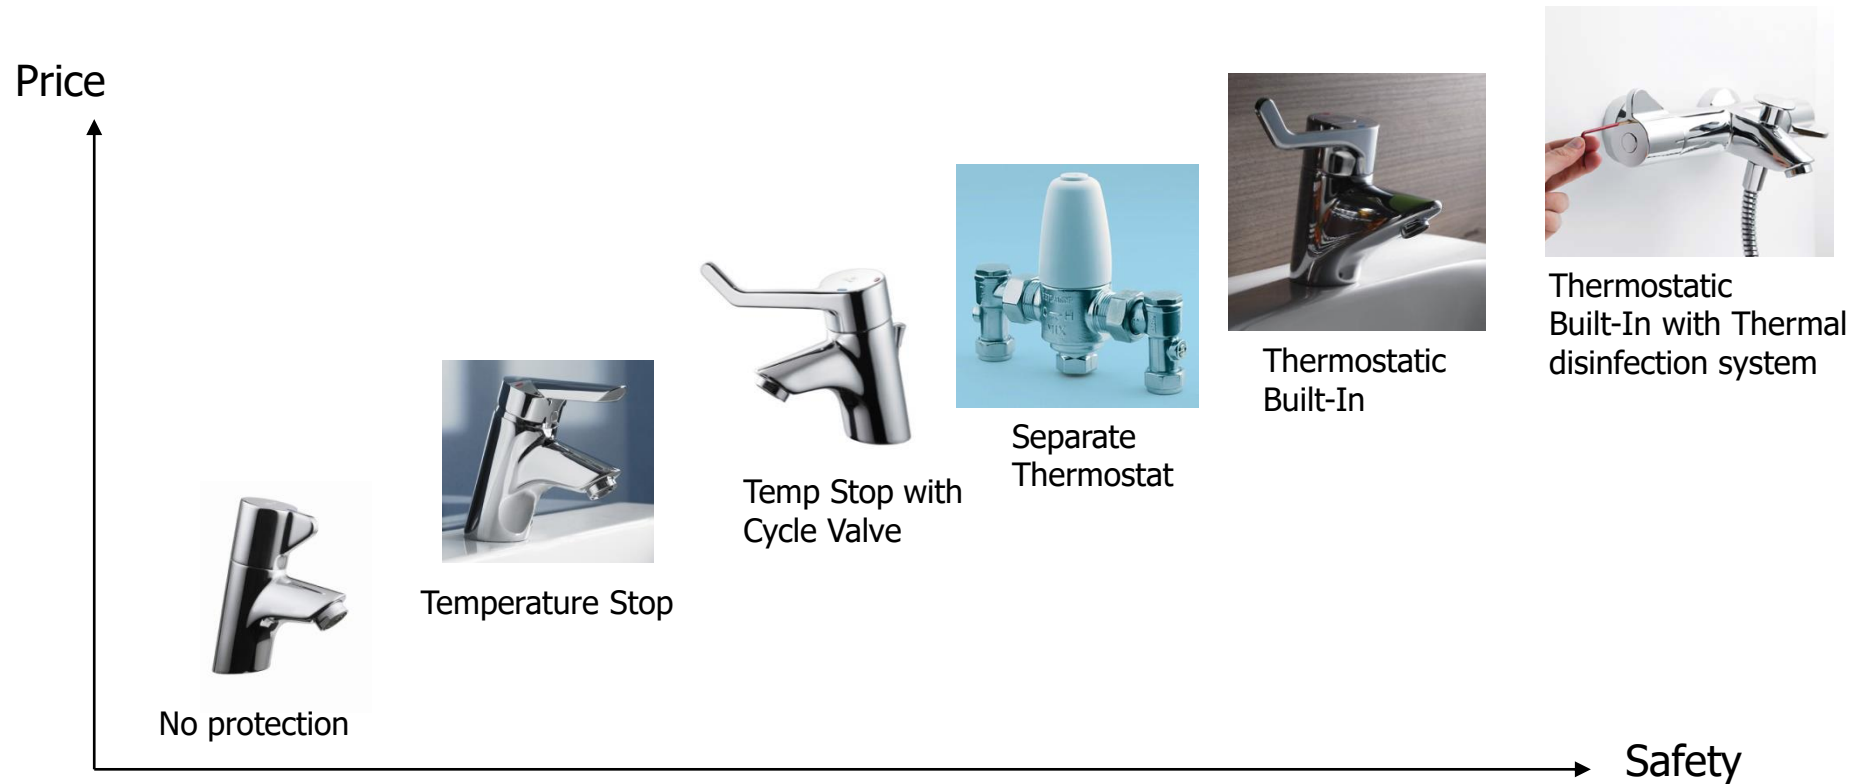 Price
Thermostatic
Built-In with Thermal
disinfection system
Thermostatic
Built-In
Separate
Thermostat
MIX
Temp Stop with
Cycle Valve
Temperature Stop
No protection
Safety